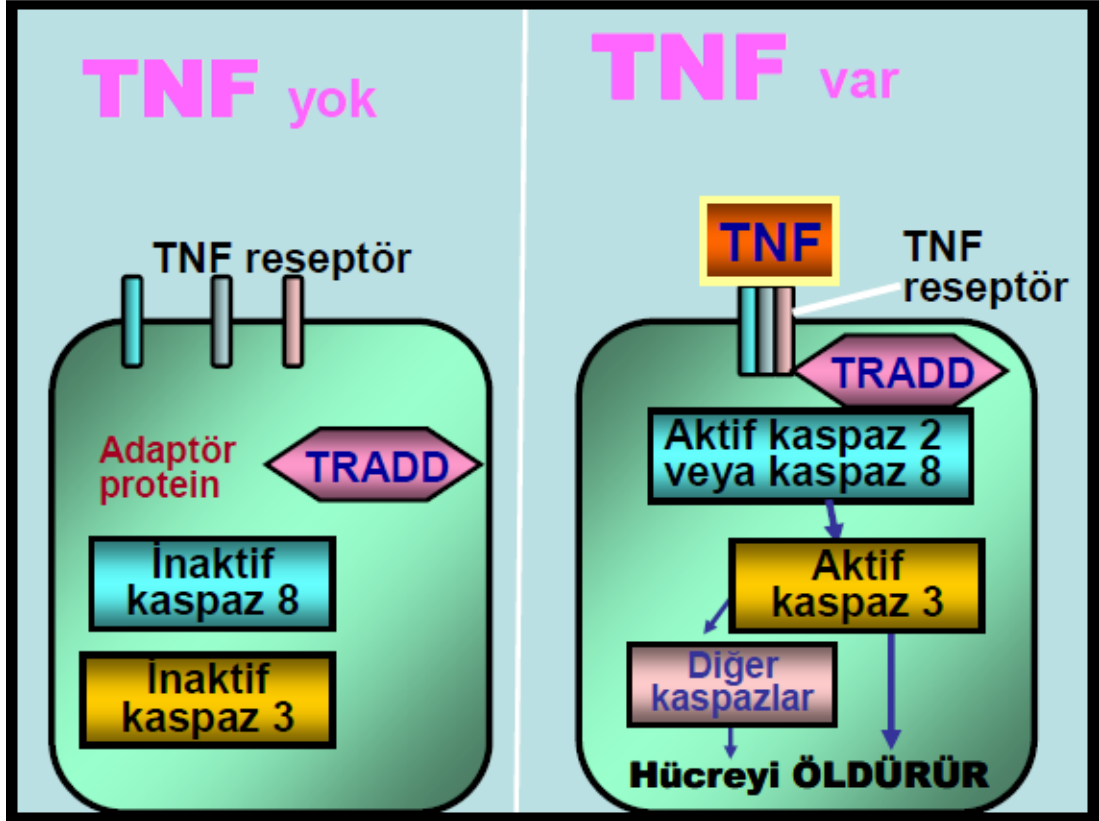 TNF yok
TNF reseptör
Adaptör
protein
TRADD
İnaktif
kaspaz 8
İnaktif
kaspaz 3
TNF var
TNF
TNF
reseptör
TRADD
Aktif kaspaz 2
veya kaspaz 8
Aktif
kaspaz 3
Diğer
kaspazlar
Hücreyi ÖLDÜRÜR